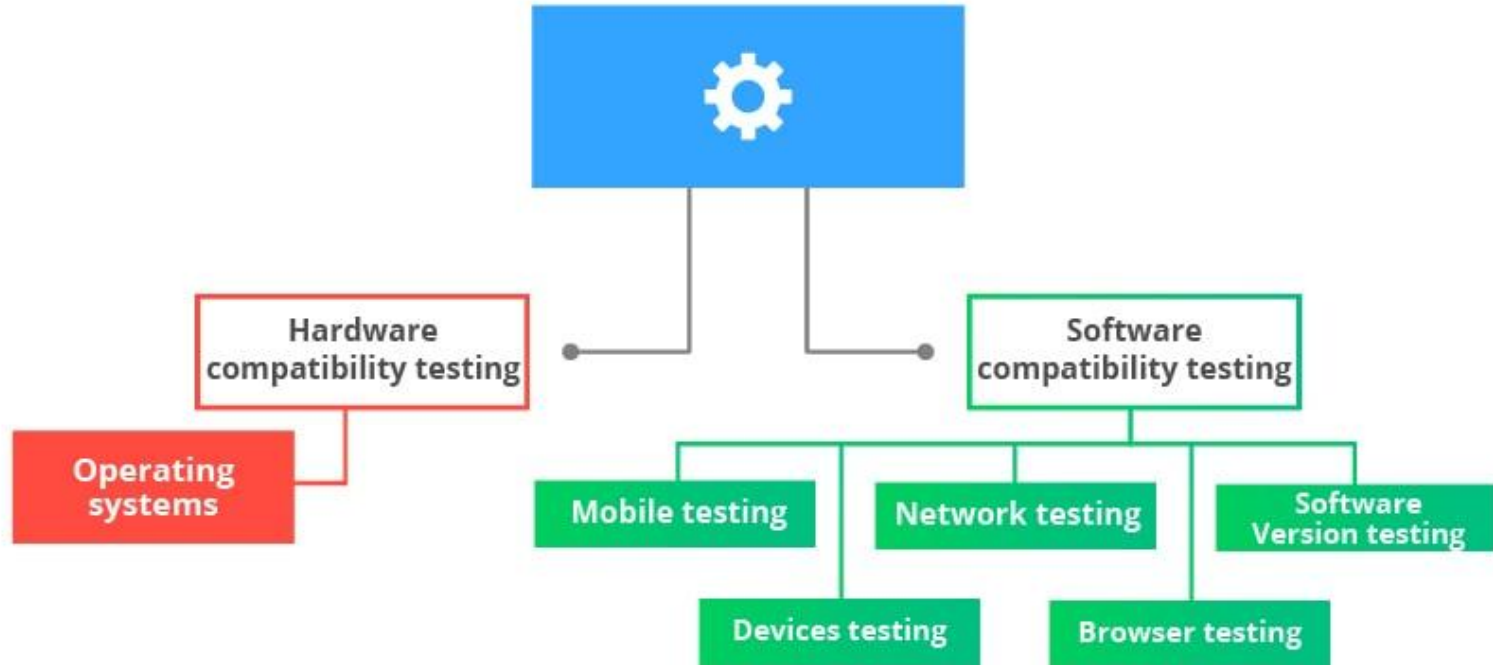 Hardware
compatibility testing
Software
compatibility testing
Operating
systems
Mobile testing
Network testing
Software
Version testing
Devices testing
Browser testing